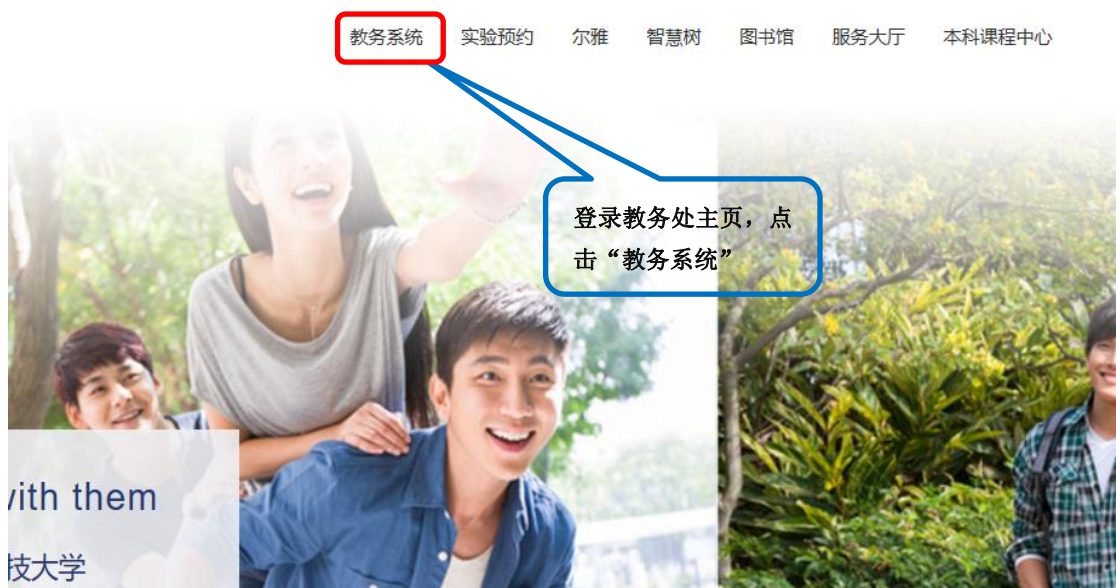 教务系统 实验预约 尔雅 智慧树 图书馆 服务大厅 本科课程中心
登录教务处主页，点
击“教务系统”
with them
技大学